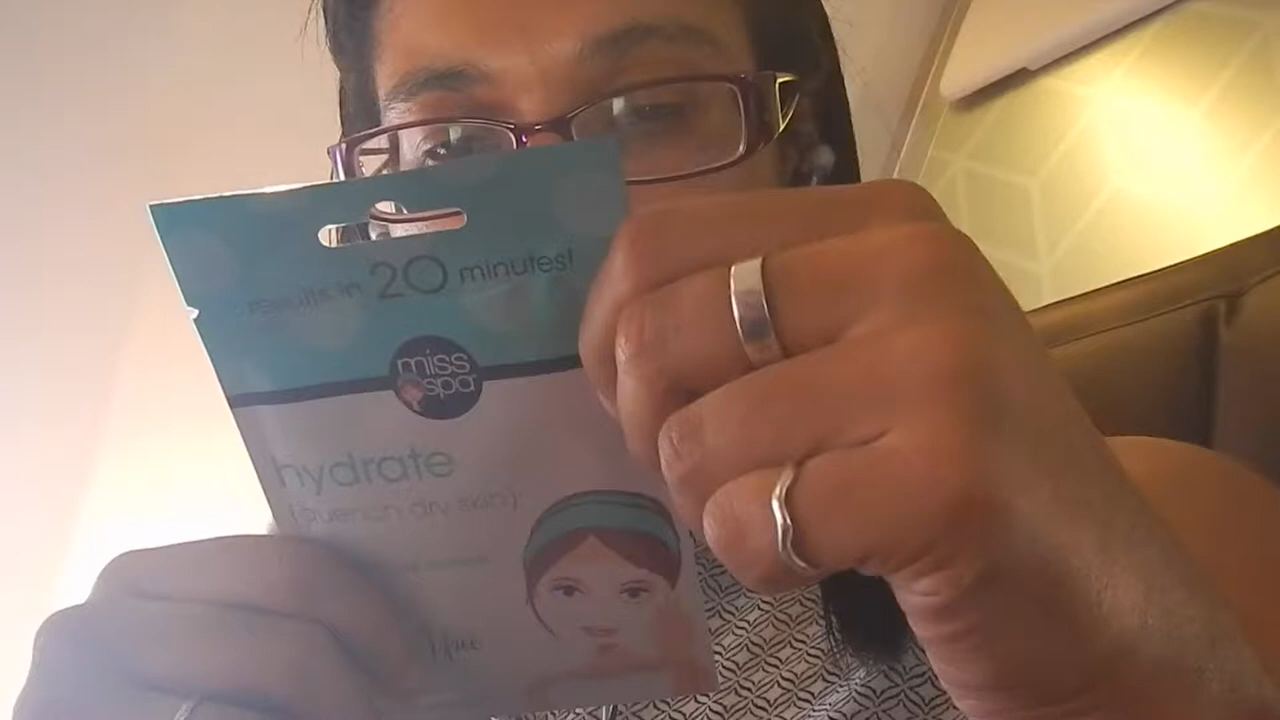 results in 20 minutes!
miss
spa
hydrate
(quench dry skin)